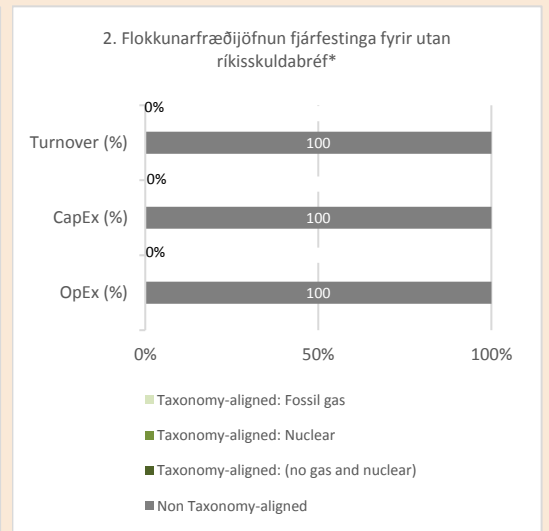 2. Flokkunarfræðijöfnun fjárfestinga fyrir utan
ríkisskuldabréf*
0%
Turnover (%)
100
0%
CapEx (%)
100
0%
OpEx (%)
100
0%
50%
100%
Taxonomy-aligned: Fossil gas
Taxonomy-aligned: Nuclear
Taxonomy-aligned: (no gas and nuclear)
Non Taxonomy-aligned